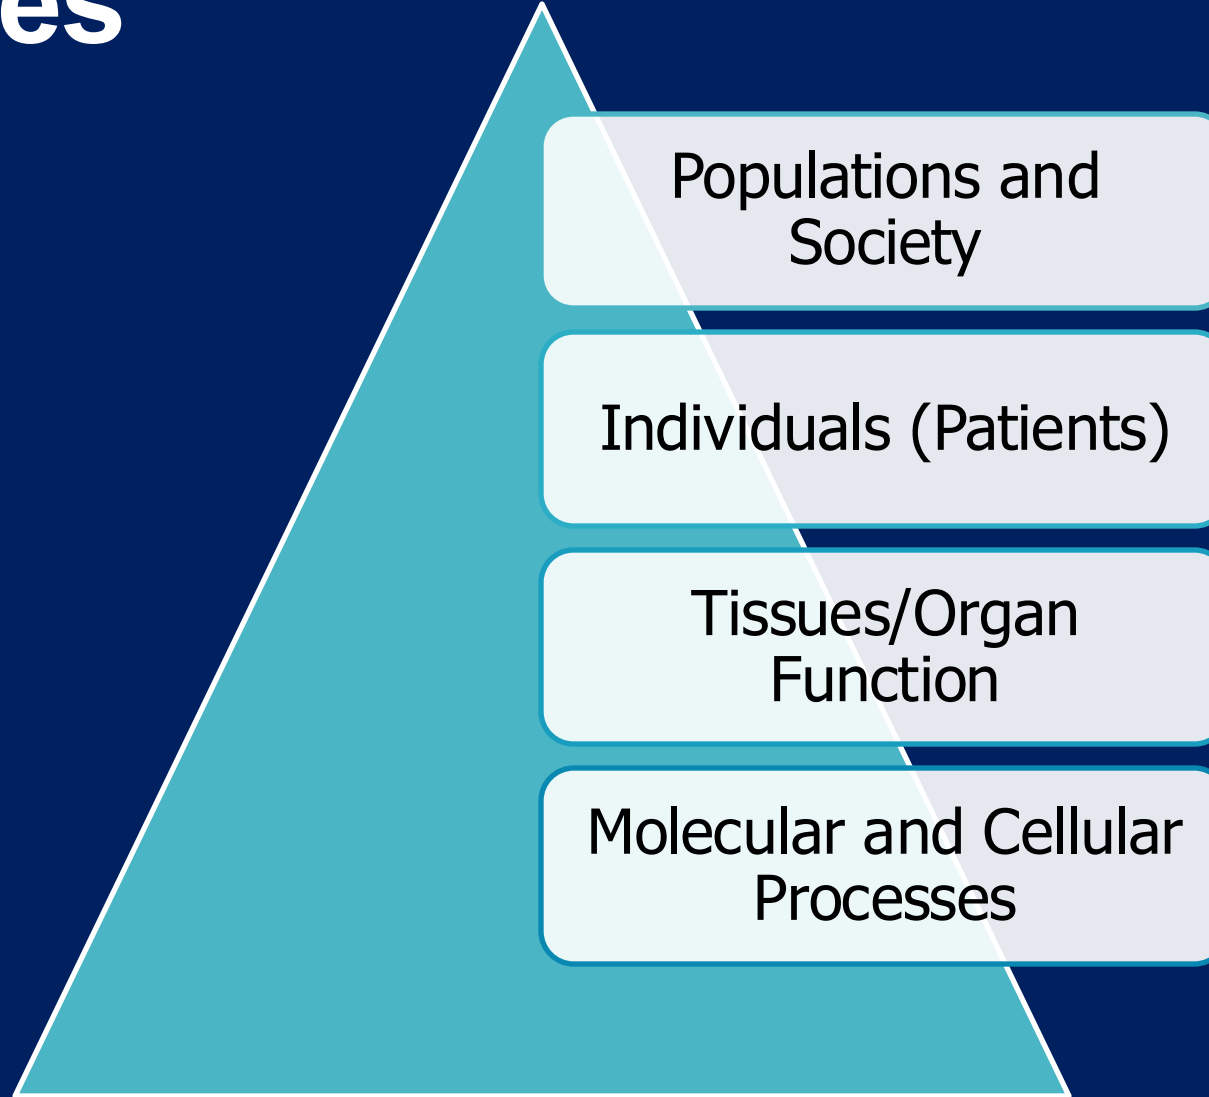 es
Populations and
Society
Individuals (Patients)
Tissues/Organ
Function
Molecular and Cellular
Processes